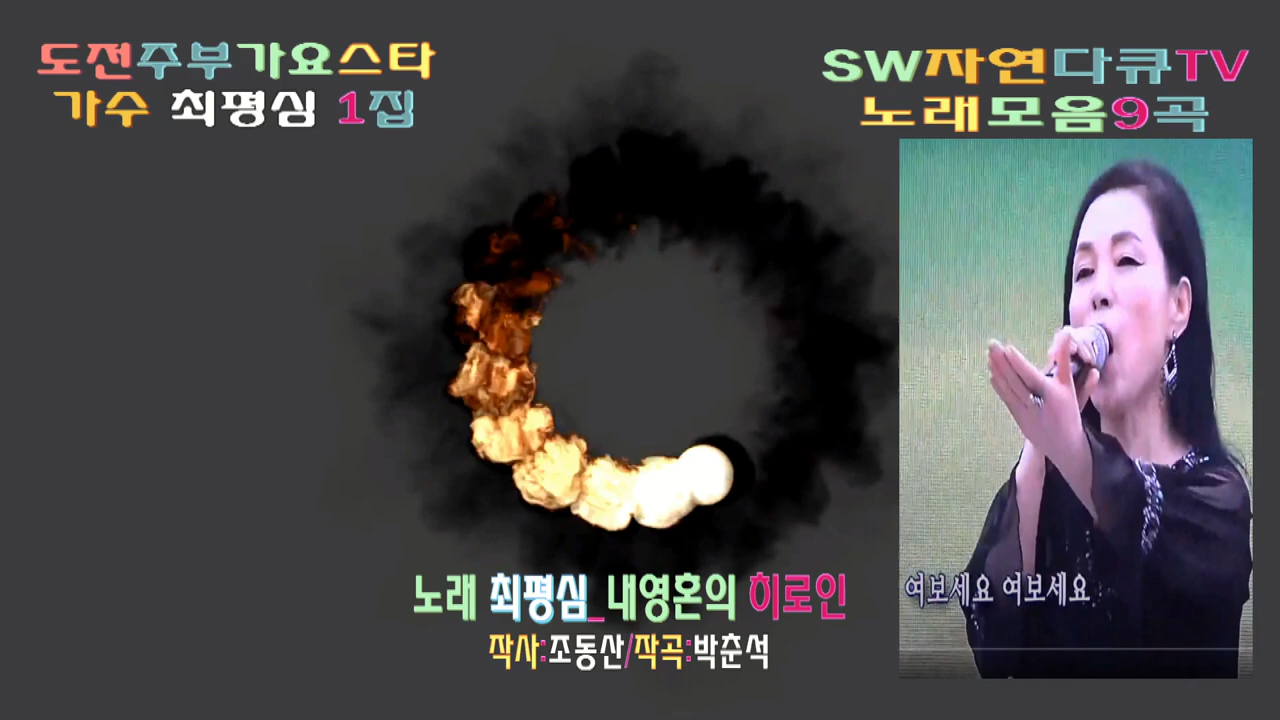 도전주부가요스타
가수 최평심 1집
SW자연다큐TV
노래모음9곡
여보세요 여보세요
노래 최평심_내영혼의 히로인
작사:조동산/작곡:박춘석